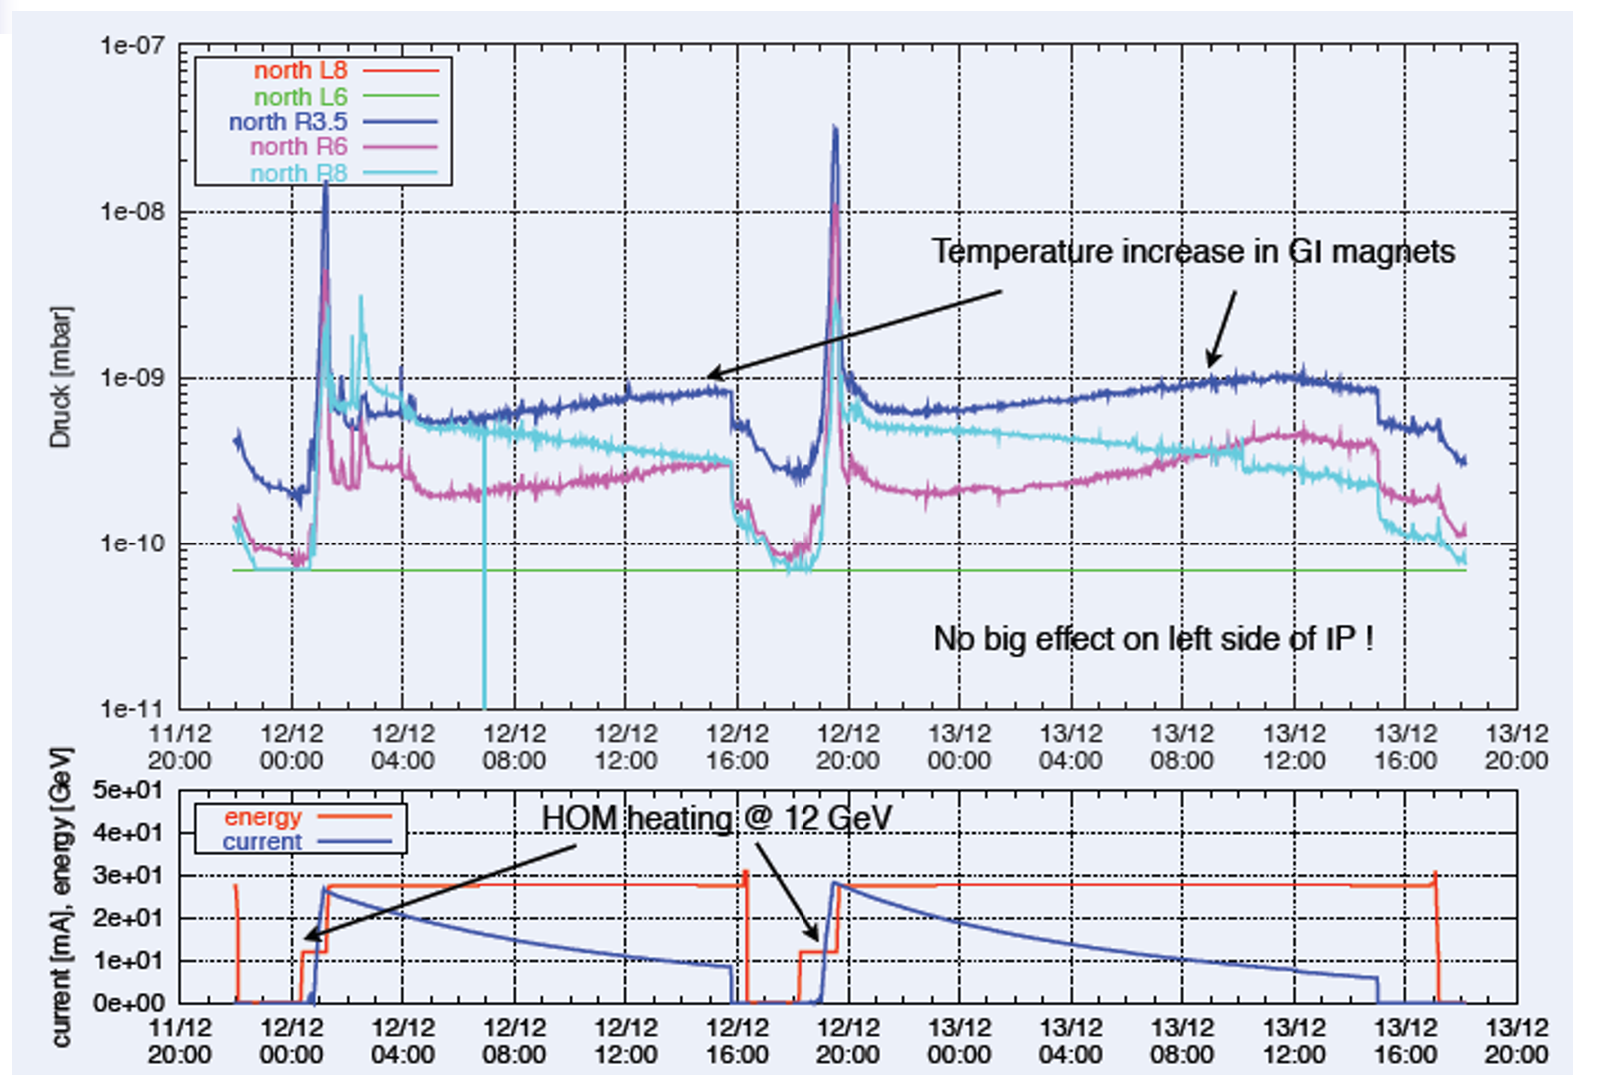 1e-07
north L8
north L6
north R3.5
north R6
north R8
1e-08
Temperature increase in GI magnets
1e-09
Druck [mbar]
1e-10
No big effect on left side of IP !
1e-11
11/12 12/12 12/12 12/12 12/12 12/12 12/12 13/12 13/12 13/12 13/12 13/12 13/12
20:00 00:00 04:00 08:00 12:00 16:00 20:00 00:00 04:00 08:00 12:00 16:00 20:00
5e+01
energy
current
HOM heating @ 12 GeV
4e+01
3e+01
2e+01
1e+01
0e+00
current [mA], energy [GeV]
11/12 12/12 12/12 12/12 12/12 12/12 12/12 13/12 13/12 13/12 13/12 13/12 13/12
20:00 00:00 04:00 08:00 12:00 16:00 20:00 00:00 04:00 08:00 12:00 16:00 20:00